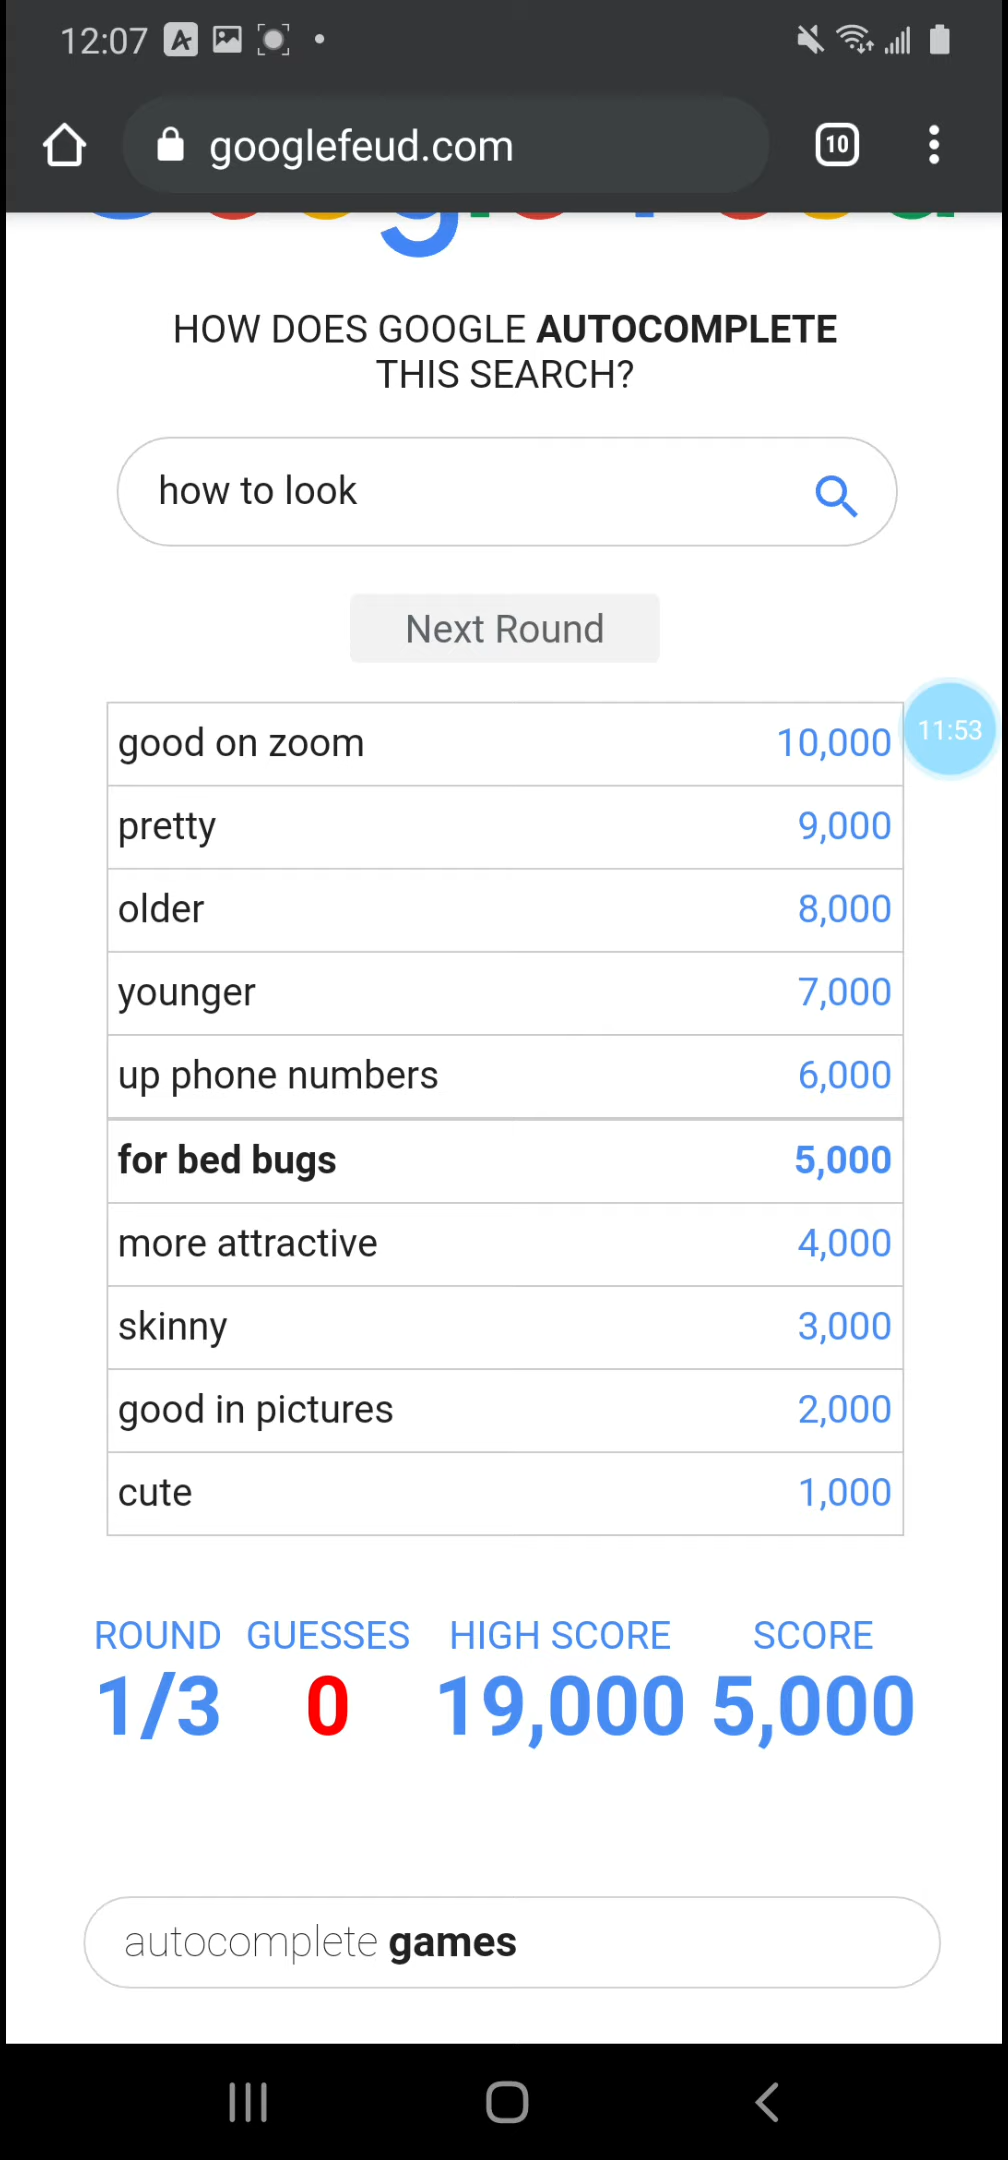 12:07
googlefeud.com
10
HOW DOES GOOGLE AUTOCOMPLETE
THIS SEARCH?
how to look
Next Round
good on zoom 10,000
11:53
pretty 9,000
older 8,000
younger 7,000
up phone numbers 6,000
for bed bugs 5,000
more attractive 4,000
skinny 3,000
good in pictures 2,000
cute 1,000
ROUND GUESSES HIGH SCORE SCORE
1/3 0 19,000 5,000
autocomplete games